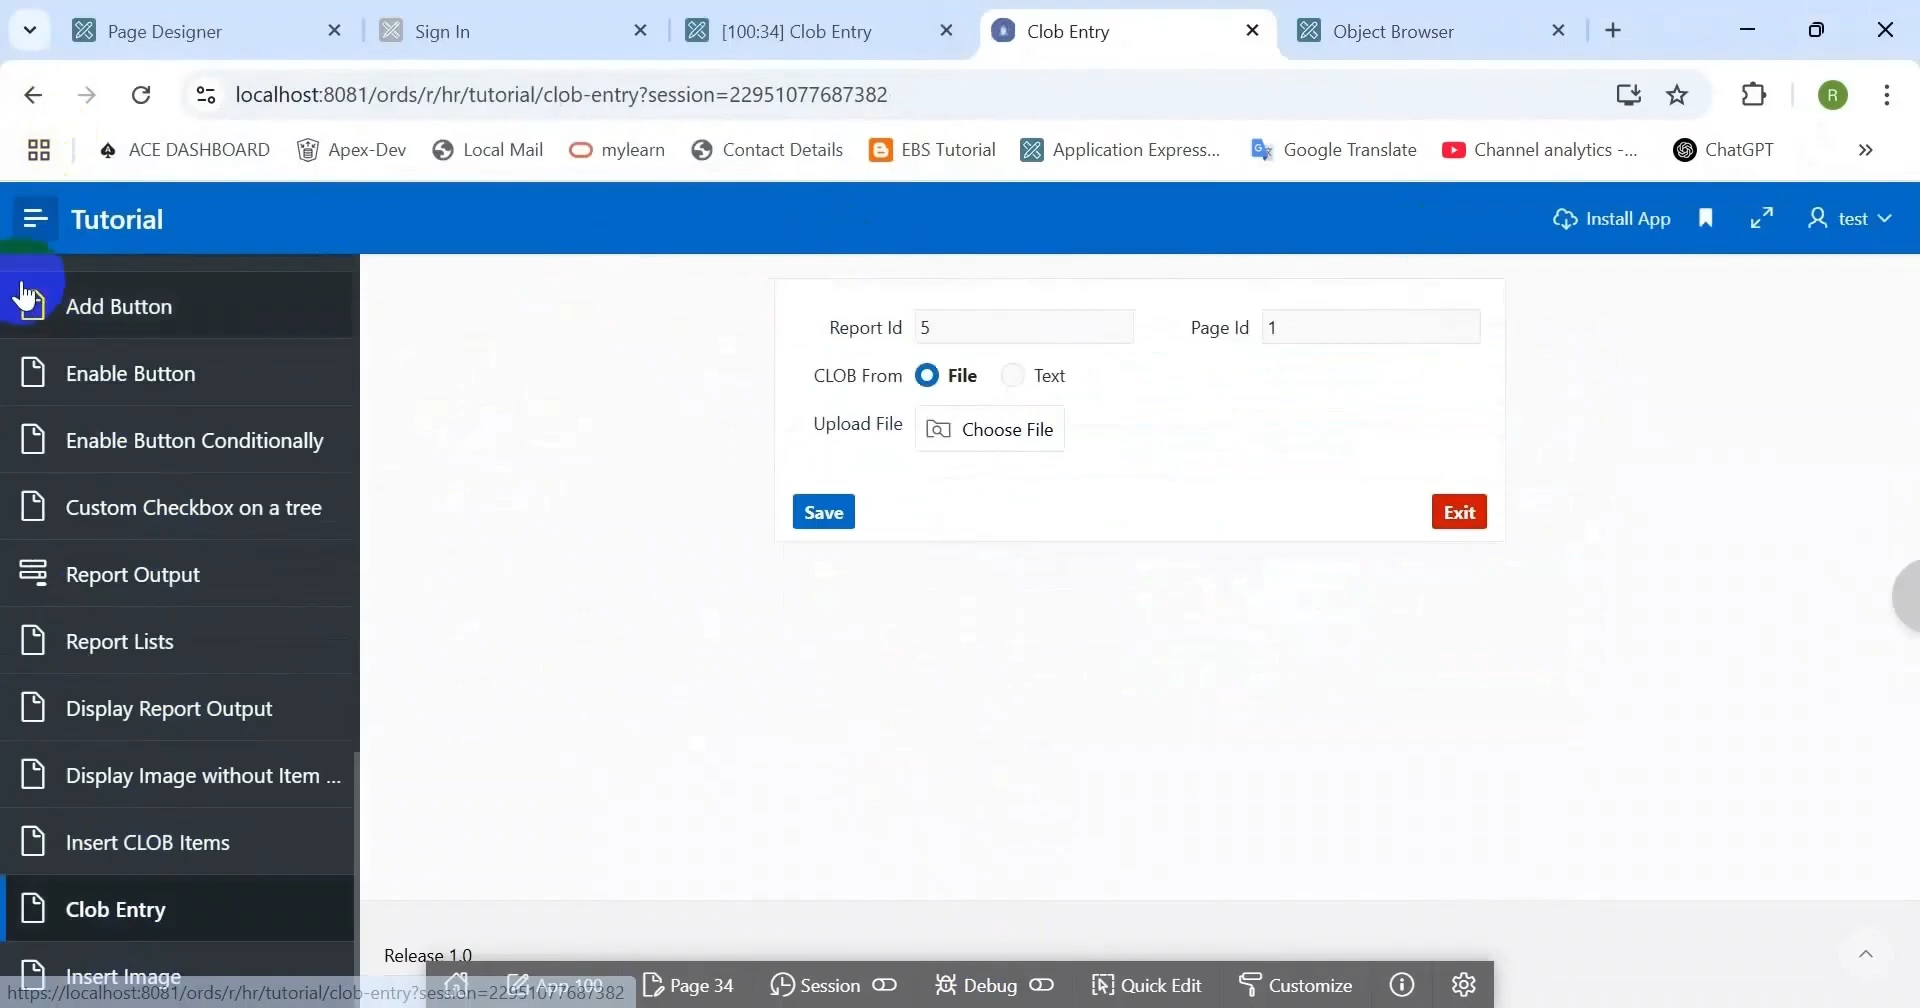 Page Designer
Sign In
[100:34] Clob Entry
Clob Entry
Object Browser
localhost:8081/ords/r/hr/tutorial/clob-entry?session=22951077687382
R
ACE DASHBOARD
Apex-Dev
Local Mail
mylearn
Contact Details
EBS Tutorial
Application Express...
Google Translate
Channel analytics -...
ChatGPT
Tutorial
Install App
test
Add Button
Enable Button
Enable Button Conditionally
Custom Checkbox on a tree
Report Output
Report Lists
Display Report Output
Display Image without Item ...
Insert CLOB Items
Clob Entry
Insert Image
Report Id 5
Page Id 1
CLOB From File Text
Upload File Choose File
Save
Exit
Release 1.0
App 100
Page 34
Session
Debug
Quick Edit
Customize
https://localhost:8081/ords/r/hr/tutorial/clob-entry?session=22951077687382